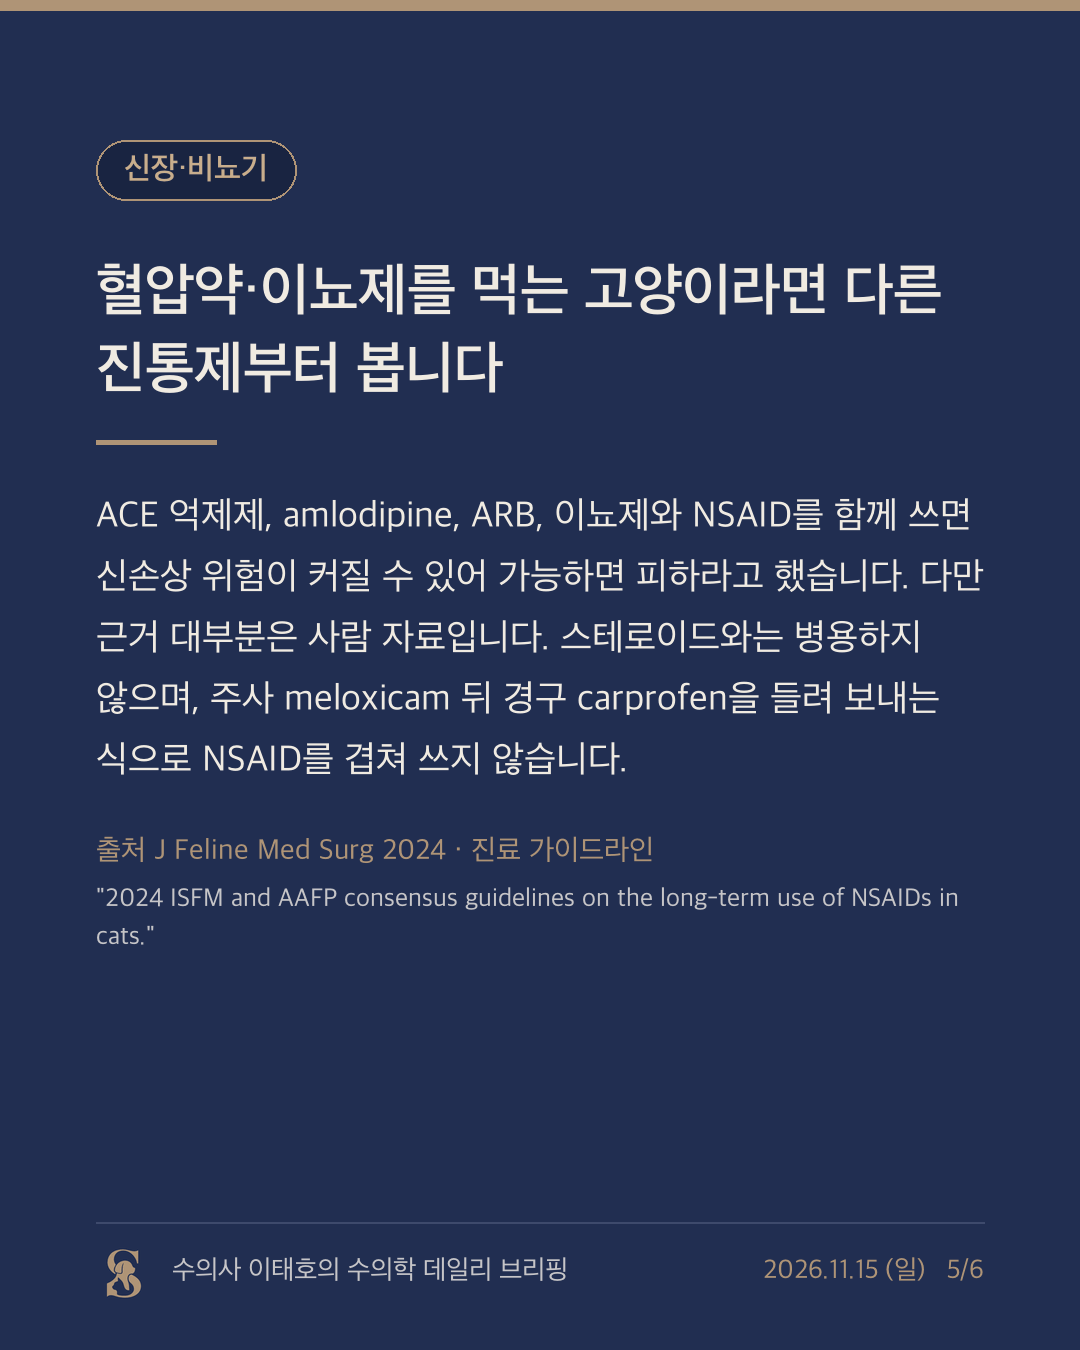 신장·비뇨기
혈압약·이뇨제를 먹는 고양이라면 다른
진통제부터 봅니다
ACE 억제제, amlodipine, ARB, 이뇨제와 NSAID를 함께 쓰면
신손상 위험이 커질 수 있어 가능하면 피하라고 했습니다. 다만
근거 대부분은 사람 자료입니다. 스테로이드와는 병용하지
않으며, 주사 meloxicam 뒤 경구 carprofen을 들려 보내는
식으로 NSAID를 겹쳐 쓰지 않습니다.
출처 J Feline Med Surg 2024 · 진료 가이드라인
"2024 ISFM and AAFP consensus guidelines on the long-term use of NSAIDs in
cats."
수의사 이태호의 수의학 데일리 브리핑
2026.11.15 (일) 5/6